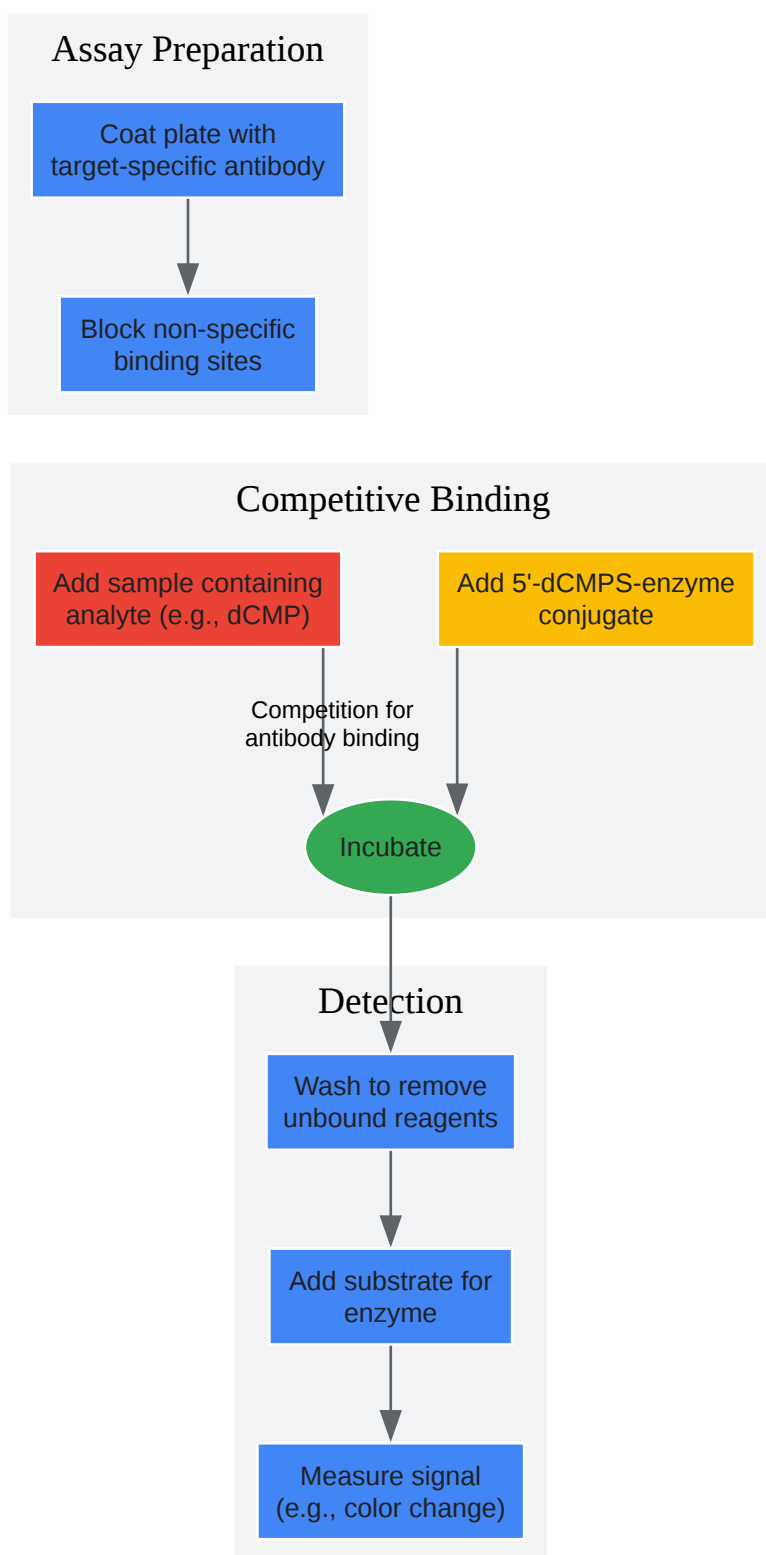 Assay Preparation
Coat plate with
target-specific antibody
Block non-specific
binding sites
Competitive Binding
Add sample containing
analyte (e.g., dCMP)
Add 5'-dCMPS-enzyme
conjugate
Competition for
antibody binding
Incubate
Detection
Wash to remove
unbound reagents
Add substrate for
enzyme
Measure signal
(e.g., color change)